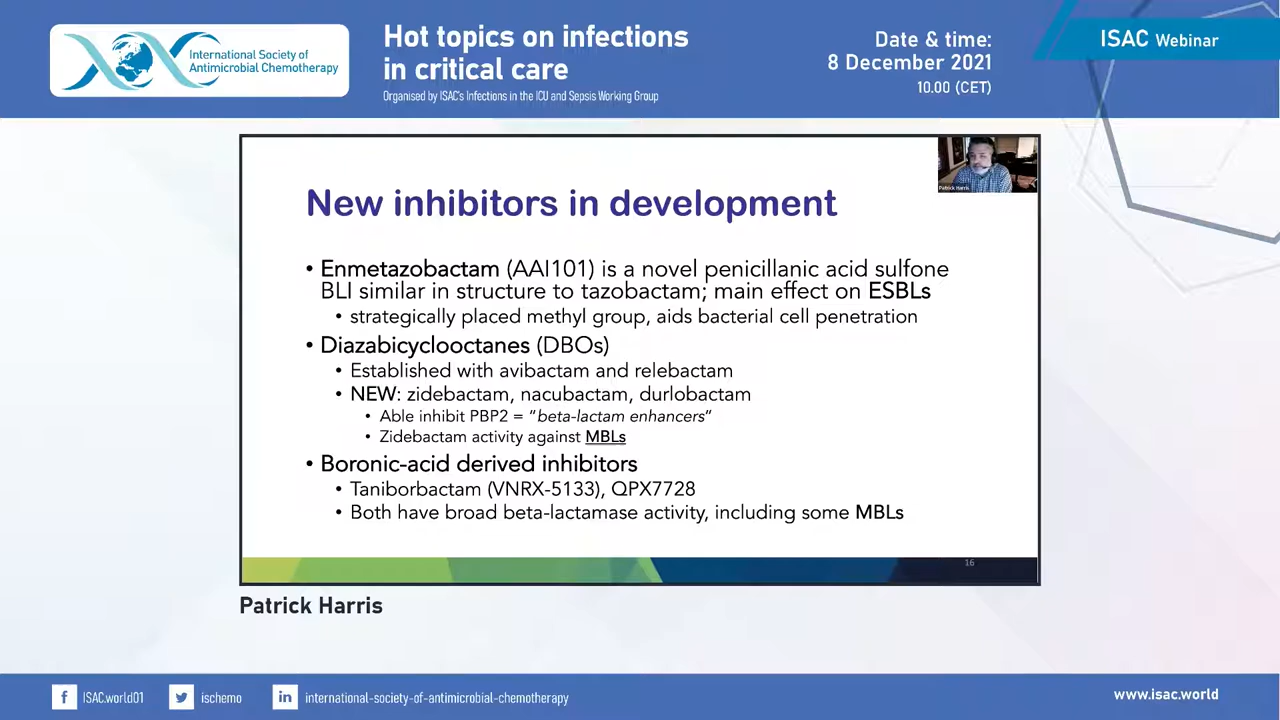 International Society of
Antimicrobial Chemotherapy
Hot topics on infections
in critical care
Organised by ISAC's Infections in the ICU and Sepsis Working Group
Date & time:
8 December 2021
10.00 (CET)
ISAC Webinar
Patrick Harris
New inhibitors in development
• Enmetazobactam (AAI101) is a novel penicillanic acid sulfone
BLI similar in structure to tazobactam; main effect on ESBLs
• strategically placed methyl group, aids bacterial cell penetration
• Diazabicyclooctanes (DBOs)
• Established with avibactam and relebactam
• NEW: zidebactam, nacubactam, durlobactam
• Able inhibit PBP2 = "beta-lactam enhancers"
• Zidebactam activity against MBLs
• Boronic-acid derived inhibitors
• Taniborbactam (VNRX-5133), QPX7728
• Both have broad beta-lactamase activity, including some MBLs
16
Patrick Harris
ISAC.world01
ischemo
international-society-of-antimicrobial-chemotherapy
www.isac.world